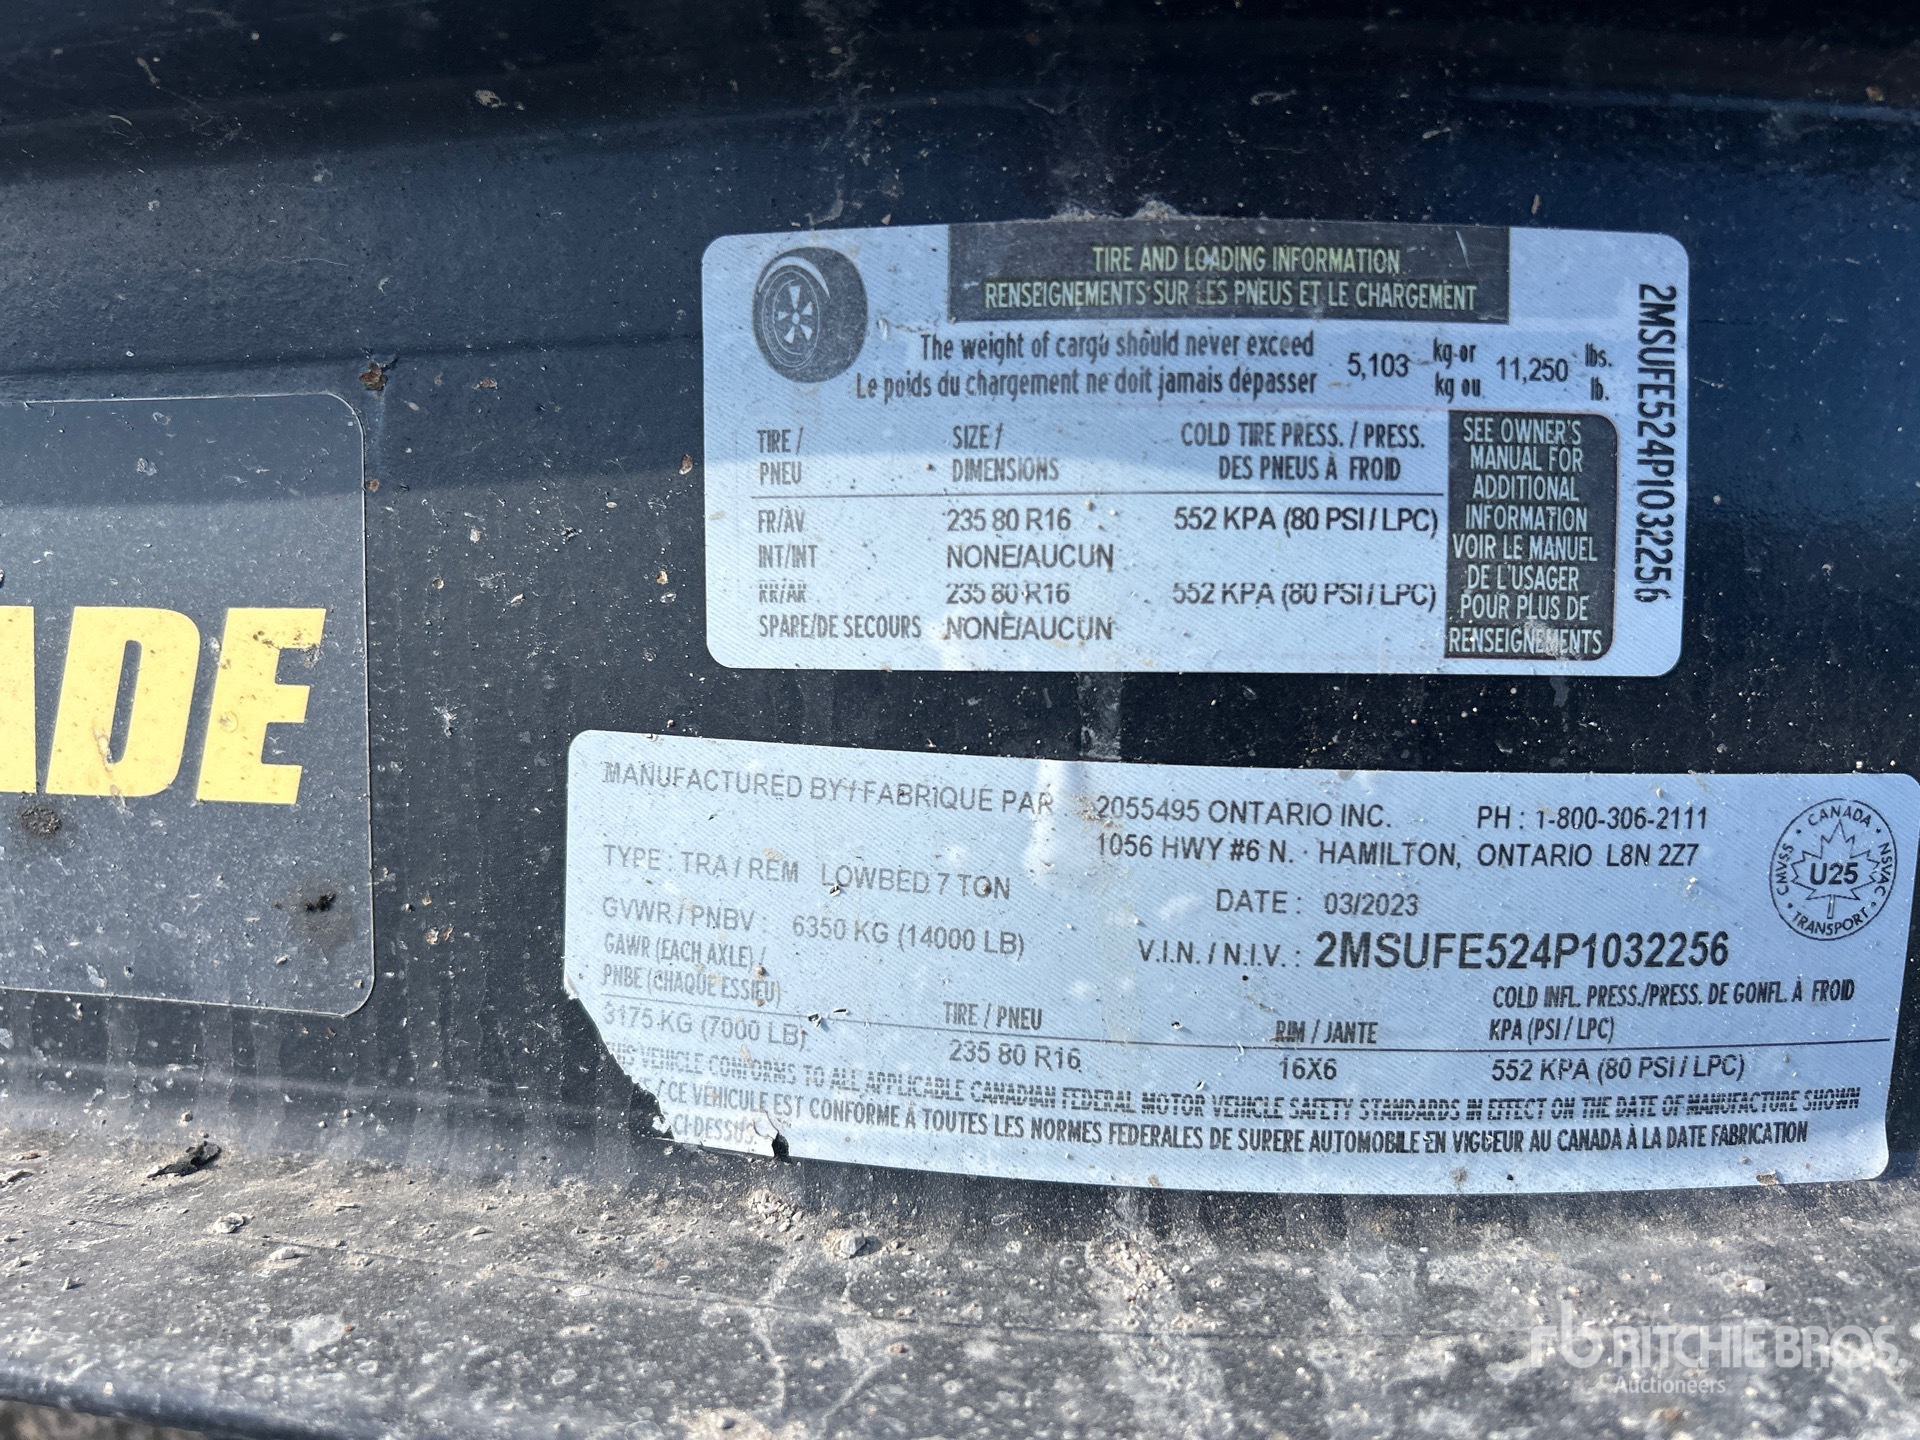 ADE
TIRE AND LOADING INFORMATION
RENSEIGNEMENTS SUR LES PNEUS ET LE CHARGEMENT
The weight of cargo should never exceed 5,103 kg or 11,250 lbs.
Le poids du chargement ne doit jamais dépasser kg ou lb.
TIRE / SIZE / COLD TIRE PRESS. / PRESS.
PNEU DIMENSIONS DES PNEUS À FROID
FR/AV 235 80 R16 552 KPA (80 PSI / LPC)
INT/INT NONE/AUCUN
RR/AR 235 80 R16 552 KPA (80 PSI / LPC)
SPARE/DE SECOURS NONE/AUCUN
SEE OWNER'S
MANUAL FOR
ADDITIONAL
INFORMATION
VOIR LE MANUEL
DE L'USAGER
POUR PLUS DE
RENSEIGNEMENTS
2MSUFE524P1032256
MANUFACTURED BY / FABRIQUE PAR 2055495 ONTARIO INC. PH : 1-800-306-2111
1056 HWY #6 N. HAMILTON, ONTARIO L8N 2Z7
TYPE : TRA / REM LOWBED 7 TON
DATE : 03/2023
GVWR / PNBV : 6350 KG (14000 LB)
V.I.N. / N.I.V. : 2MSUFE524P1032256
GAWR (EACH AXLE) /
PNBE (CHAQUE ESSIEU) TIRE / PNEU RIM / JANTE COLD INFL. PRESS./PRESS. DE GONFL. À FROID
KPA (PSI / LPC)
3175 KG (7000 LB) 235 80 R16 16X6 552 KPA (80 PSI / LPC)
THIS VEHICLE CONFORMS TO ALL APPLICABLE CANADIAN FEDERAL MOTOR VEHICLE SAFETY STANDARDS IN EFFECT ON THE DATE OF MANUFACTURE SHOWN
/ CE VÉHICULE EST CONFORME À TOUTES LES NORMES FEDERALES DE SURERE AUTOMOBILE EN VIGUEUR AU CANADA À LA DATE FABRICATION
CI-DESSUS.
CANADA
CMVSS
U25
NSVAC
TRANSPORT
rb RITCHIE BROS.
Auctioneers